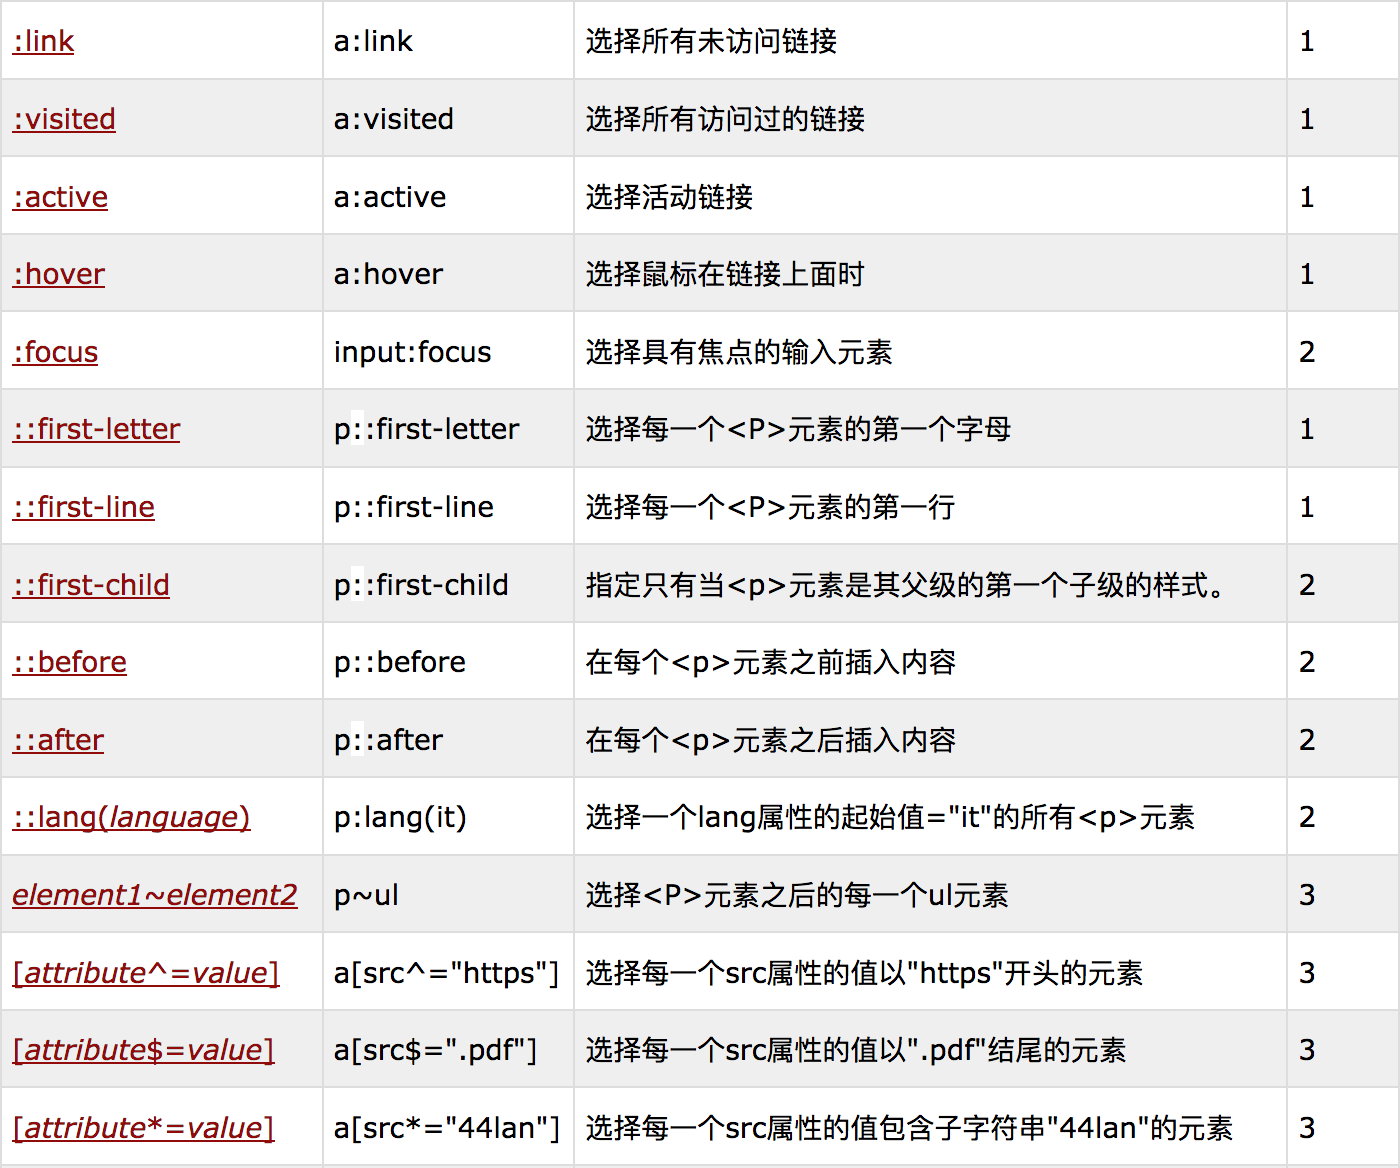 :link a:link 选择所有未访问链接 1
:visited a:visited 选择所有访问过的链接 1
:active a:active 选择活动链接 1
:hover a:hover 选择鼠标在链接上面时 1
:focus input:focus 选择具有焦点的输入元素 2
::first-letter p::first-letter 选择每一个<P>元素的第一个字母 1
::first-line p::first-line 选择每一个<P>元素的第一行 1
::first-child p::first-child 指定只有当<p>元素是其父级的第一个子级的样式。 2
::before p::before 在每个<p>元素之前插入内容 2
::after p::after 在每个<p>元素之后插入内容 2
::lang(language) p:lang(it) 选择一个lang属性的起始值="it"的所有<p>元素 2
element1~element2 p~ul 选择<P>元素之后的每一个ul元素 3
[attribute^=value] a[src^="https"] 选择每一个src属性的值以"https"开头的元素 3
[attribute$=value] a[src$=".pdf"] 选择每一个src属性的值以".pdf"结尾的元素 3
[attribute*=value] a[src*="44lan"] 选择每一个src属性的值包含子字符串"44lan"的元素 3